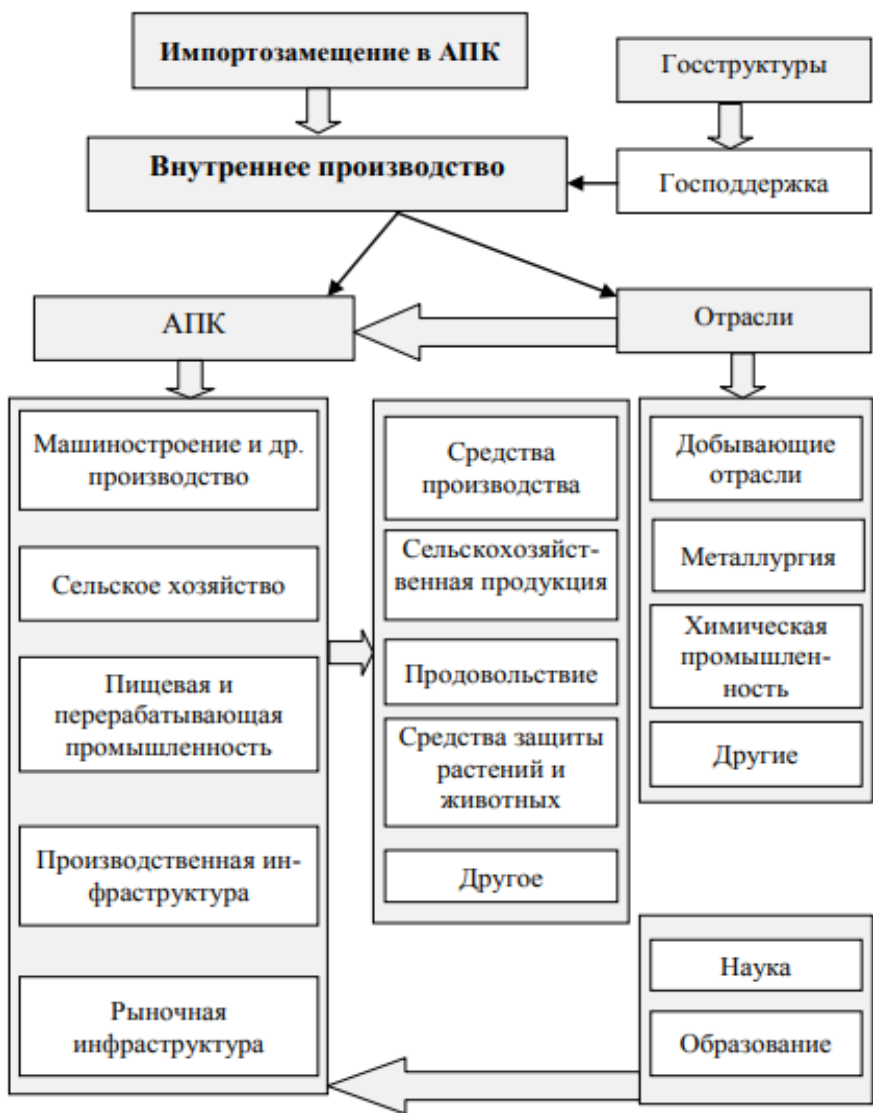 Импортозамещение в АПК
Госструктуры
Внутреннее производство
Господдержка
АПК
Отрасли
Машиностроение и др.
производство
Сельское хозяйство
Пищевая и
перерабатывающая
промышленность
Производственная ин-
фраструктура
Рыночная
инфраструктура
Средства
производства
Сельскохозяйст-
венная продукция
Продовольствие
Средства защиты
растений и
животных
Другое
Добывающие
отрасли
Металлургия
Химическая
промышлен-
ность
Другие
Наука
Образование